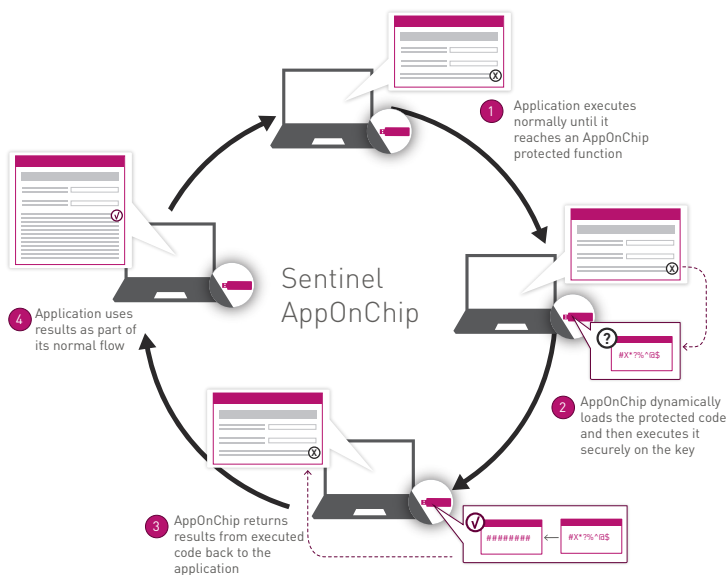 Sentinel
AppOnChip
1
Application executes
normally until it
reaches an AppOnChip
protected function
X
X
?
#X*?%^@$
2
AppOnChip dynamically
loads the protected code
and then executes it
securely on the key
X
√
########
#X*?%^@$
3
AppOnChip returns
results from executed
code back to the
application
√
4
Application uses
results as part of
its normal flow